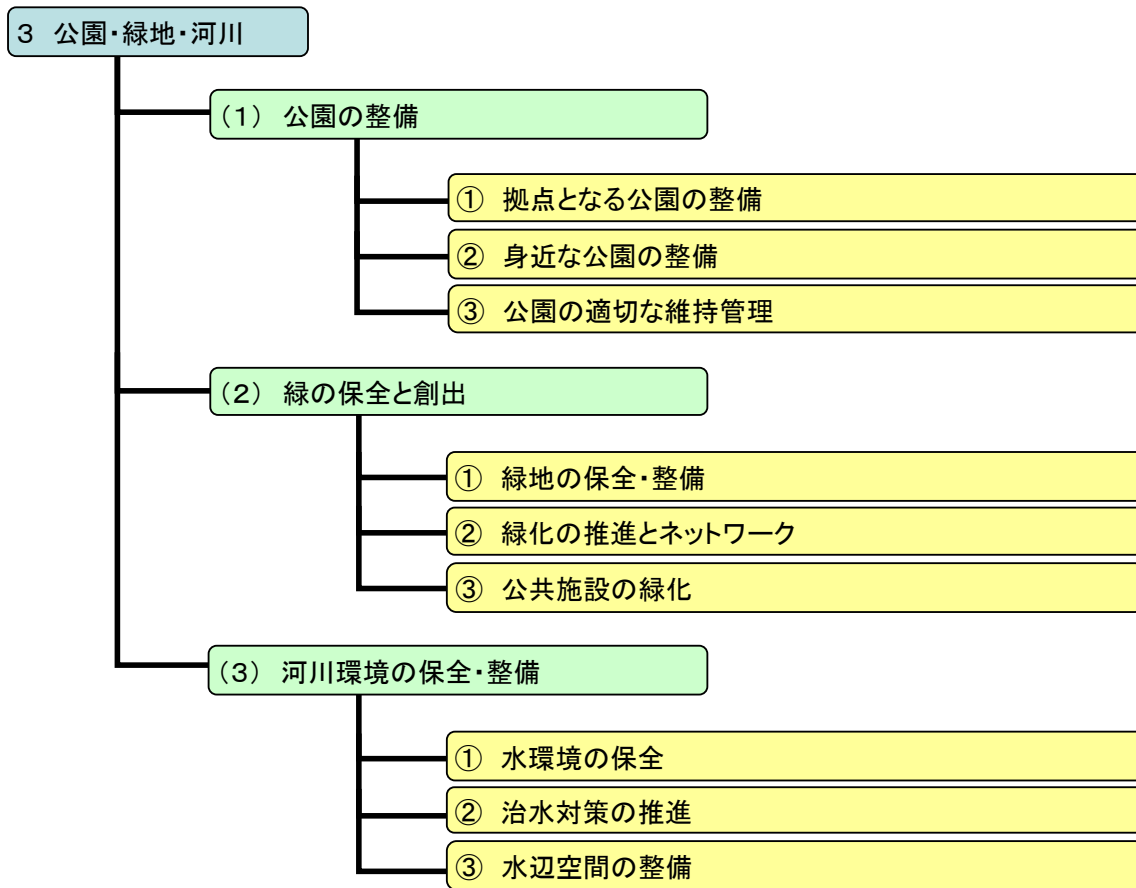 3 公園・緑地・河川
（1） 公園の整備
① 拠点となる公園の整備
② 身近な公園の整備
③ 公園の適切な維持管理
（2） 緑の保全と創出
① 緑地の保全・整備
② 緑化の推進とネットワーク
③ 公共施設の緑化
（3） 河川環境の保全・整備
① 水環境の保全
② 治水対策の推進
③ 水辺空間の整備